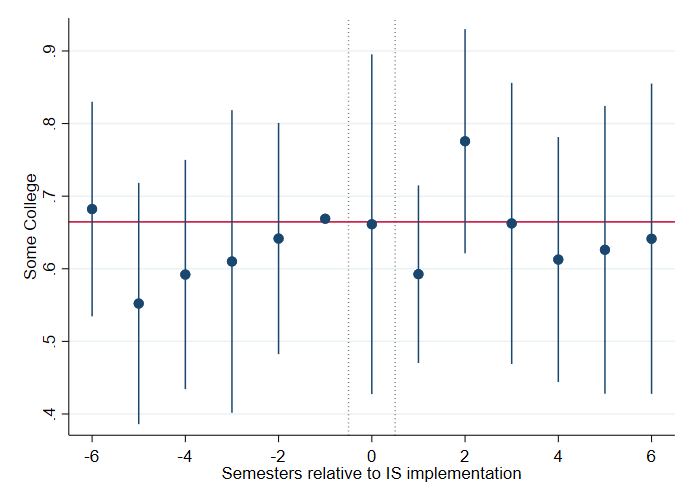 Some College
.9
.8
.7
.6
.5
.4
-6 -4 -2 0 2 4 6
Semesters relative to IS implementation